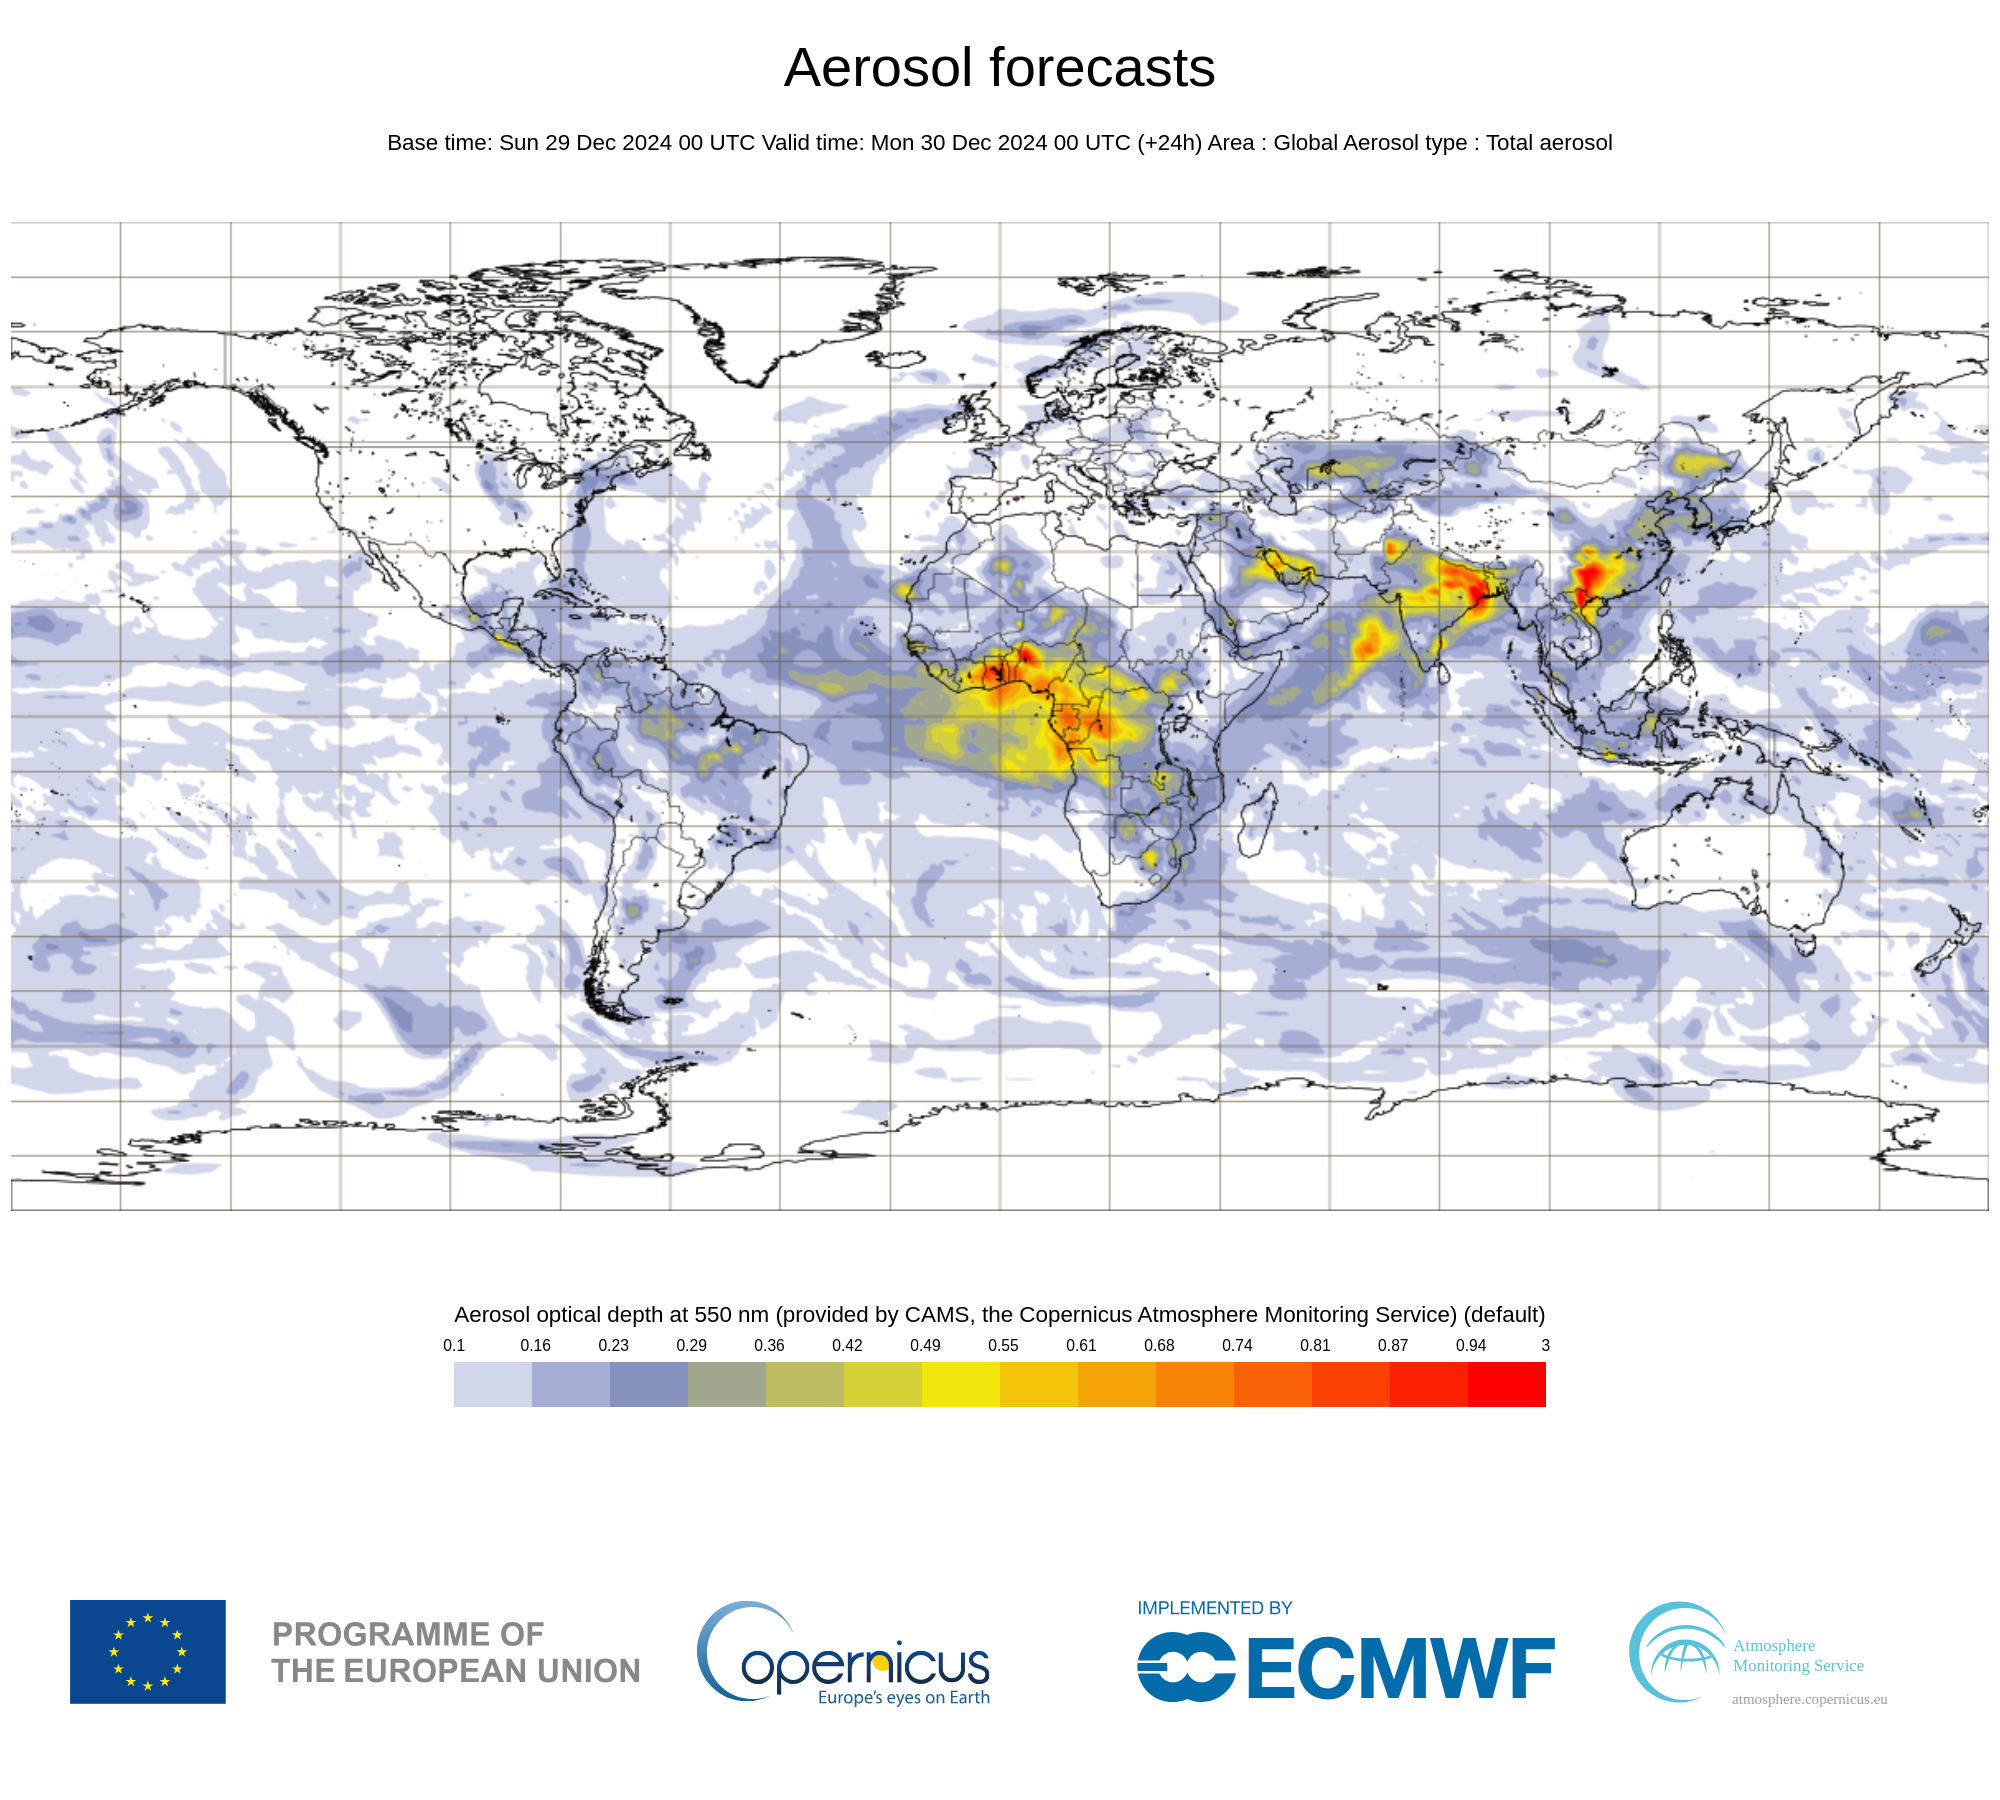 Aerosol forecasts
Base time: Sun 29 Dec 2024 00 UTC Valid time: Mon 30 Dec 2024 00 UTC (+24h) Area : Global Aerosol type : Total aerosol
Aerosol optical depth at 550 nm (provided by CAMS, the Copernicus Atmosphere Monitoring Service) (default)
0.1 0.16 0.23 0.29 0.36 0.42 0.49 0.55 0.61 0.68 0.74 0.81 0.87 0.94 3
PROGRAMME OF
THE EUROPEAN UNION
opernicus
Europe's eyes on Earth
IMPLEMENTED BY
ECMWF
Atmosphere
Monitoring Service
atmosphere.copernicus.eu